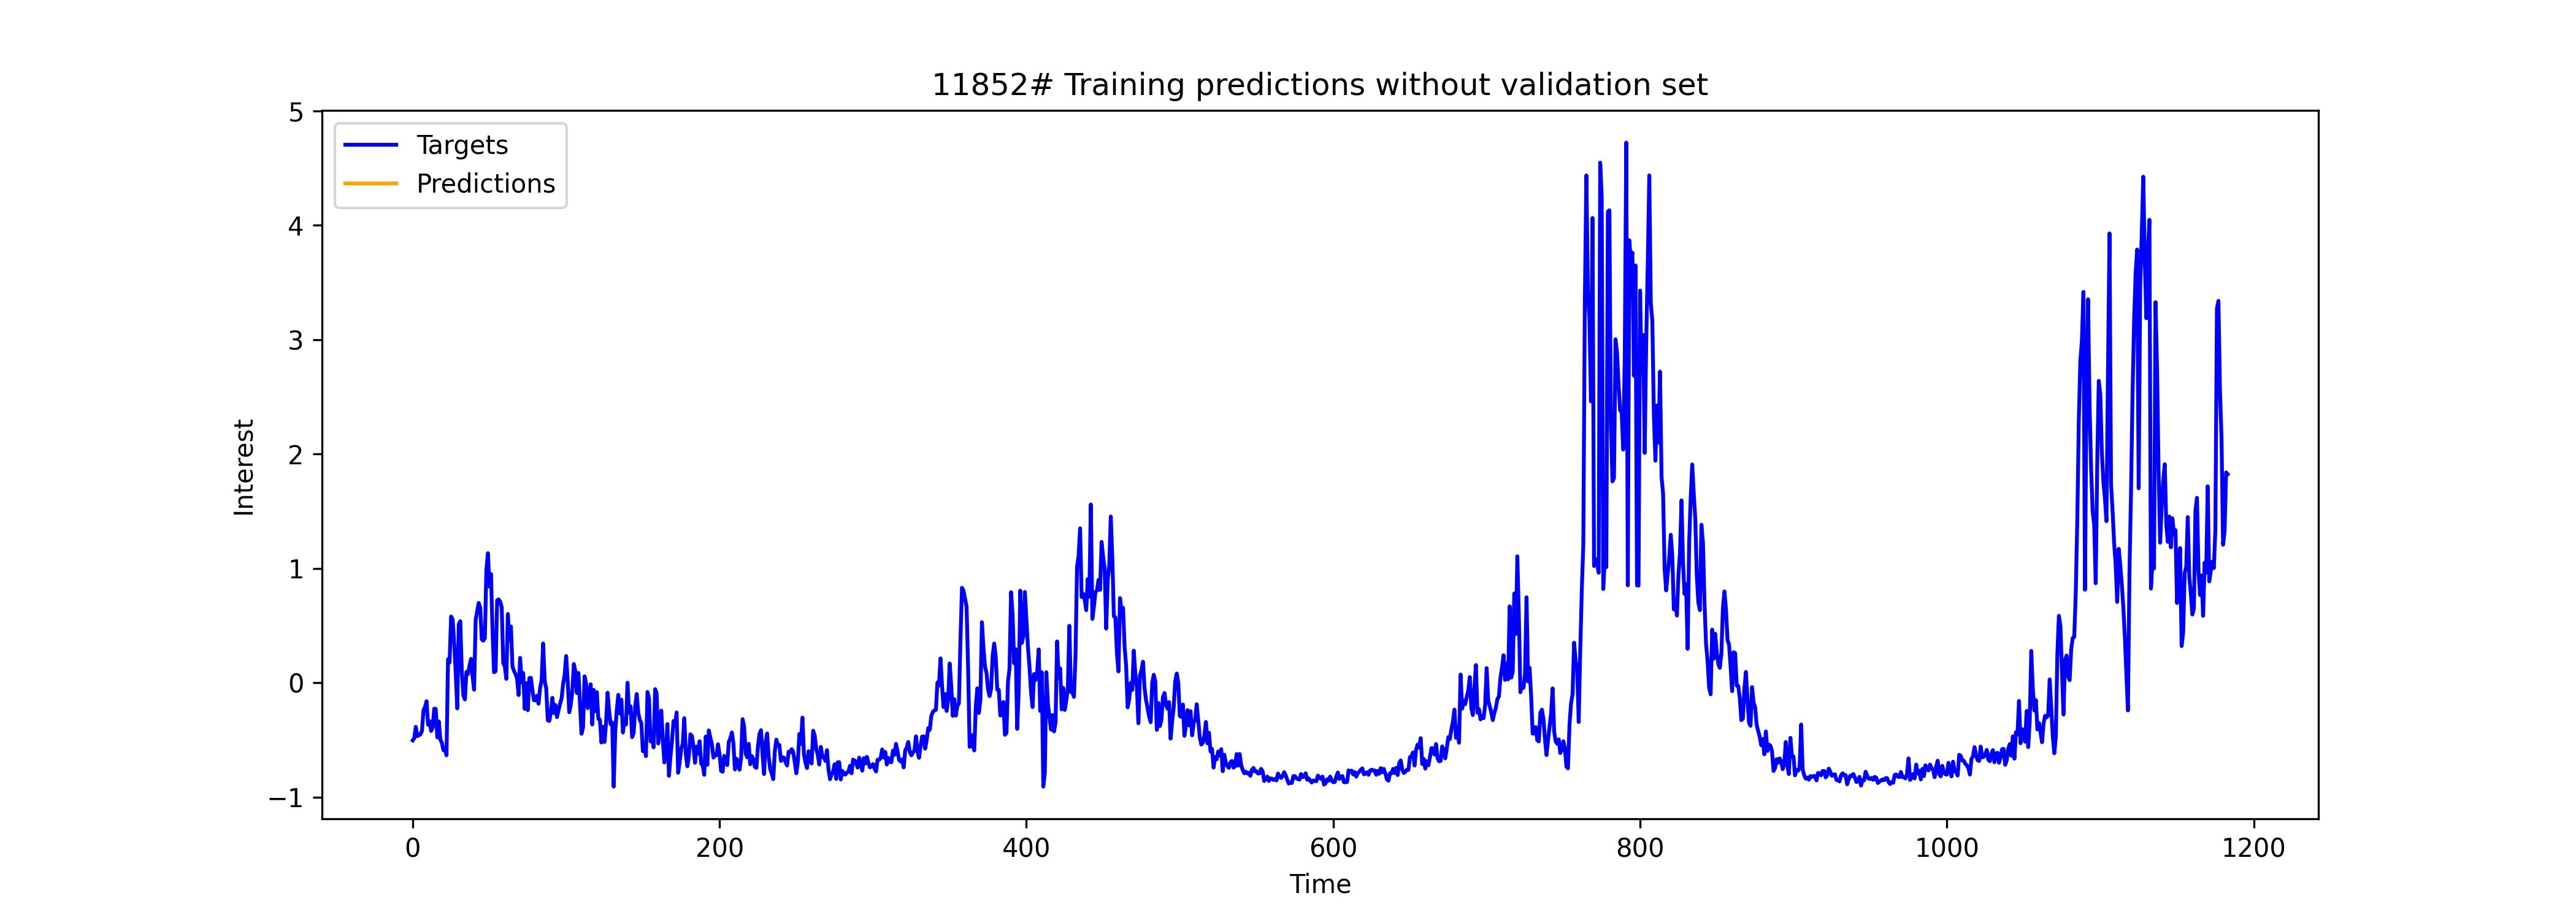 11852# Training predictions without validation set
5
4
3
2
1
0
−1
Interest
Targets
Predictions
0 200 400 600 800 1000 1200
Time